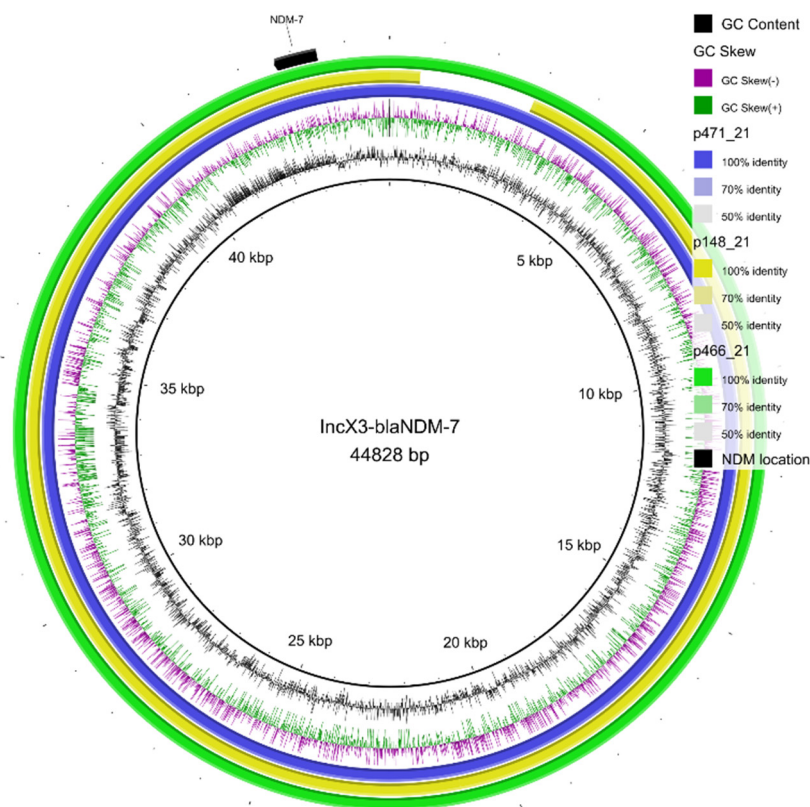 NDM-7
GC Content
GC Skew
GC Skew(-)
GC Skew(+)
p471_21
100% identity
70% identity
50% identity
p148_21
100% identity
70% identity
50% identity
p466_21
100% identity
70% identity
50% identity
NDM location
40 kbp
5 kbp
35 kbp
10 kbp
IncX3-blaNDM-7
44828 bp
30 kbp
15 kbp
25 kbp
20 kbp